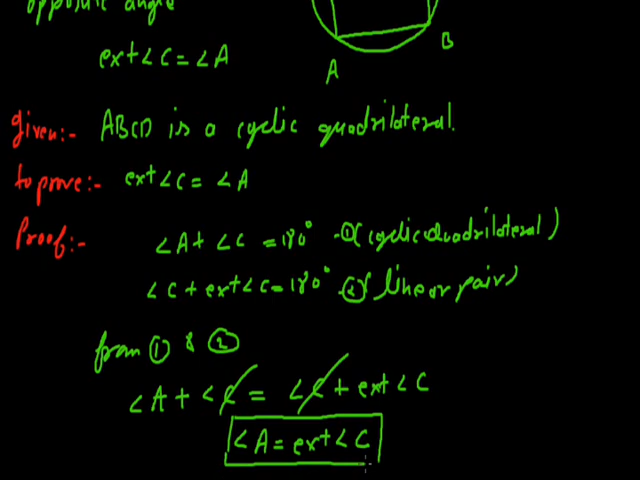 opposite angle
ext∠C = ∠A
A
B
Given:- ABCD is a cyclic quadrilateral.
to prove:- ext∠C = ∠A
Proof:- ∠A + ∠C = 180° -① (cyclic quadrilateral)
∠C + ext∠C = 180° -② (linear pair)
from ① & ②
∠A + ∠C = ∠C + ext∠C
∠A = ext∠C